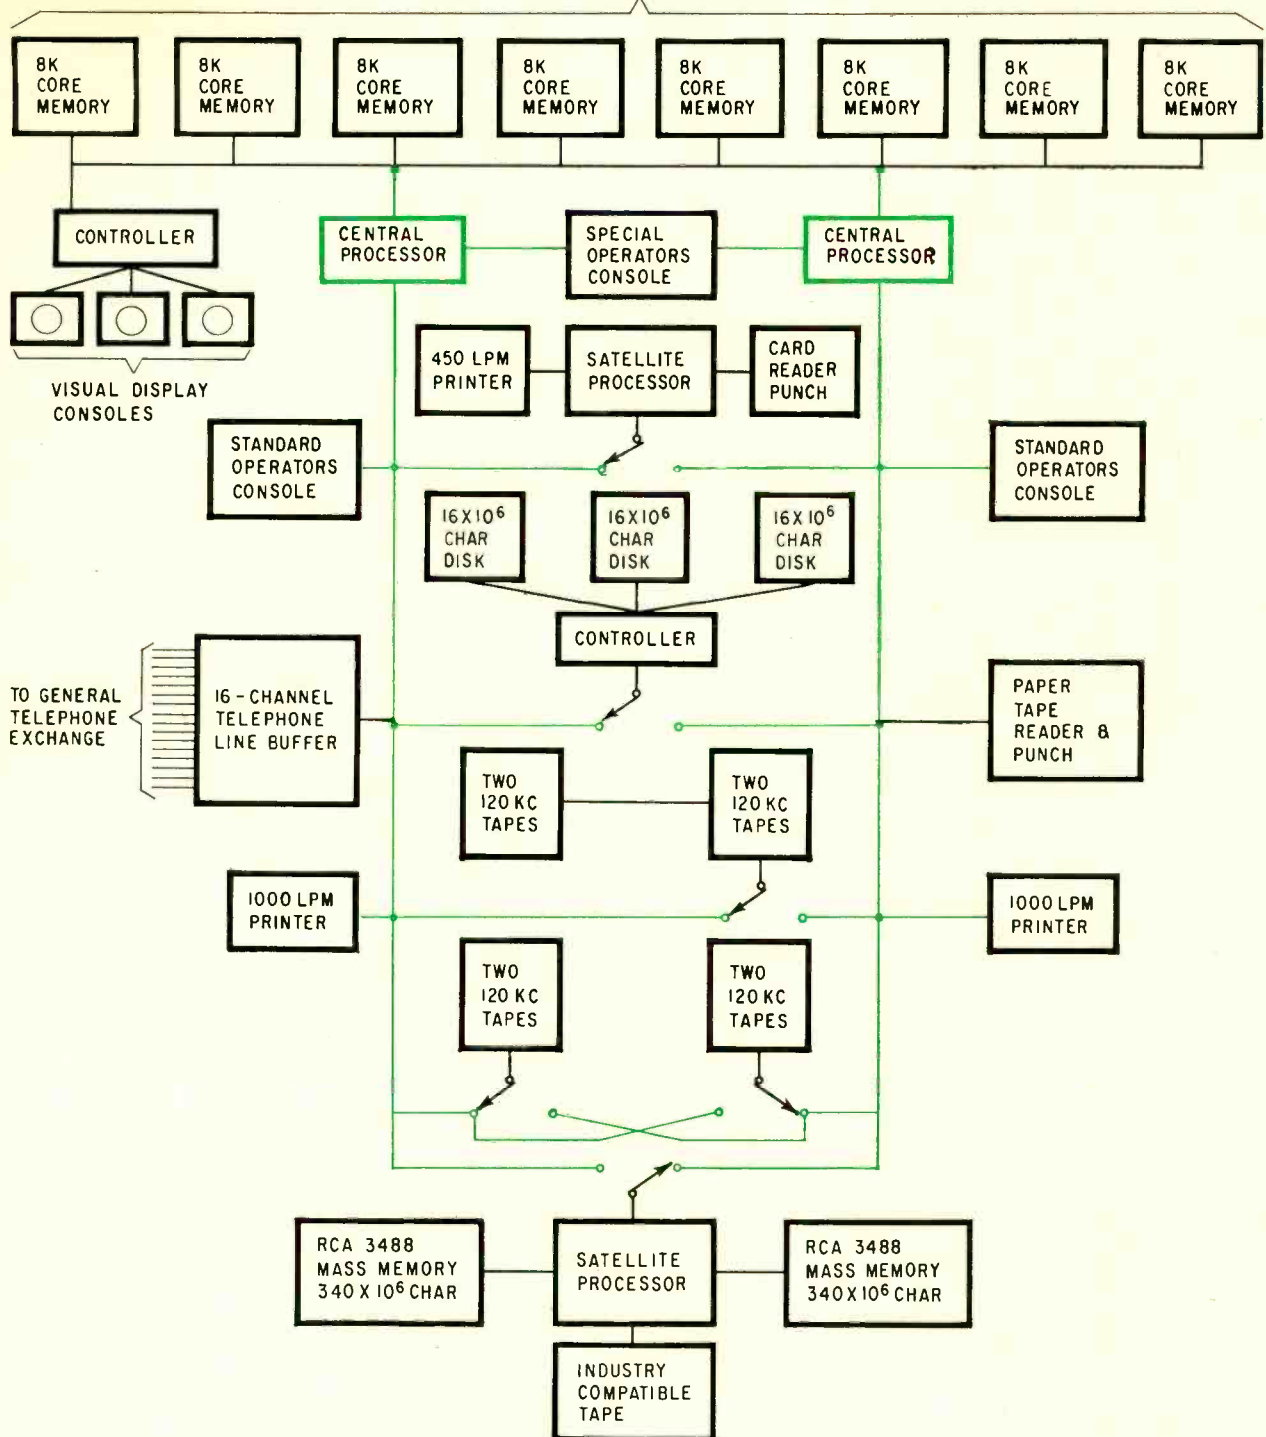 8K
CORE
MEMORY
8K
CORE
MEMORY
8K
CORE
MEMORY
8K
CORE
MEMORY
8K
CORE
MEMORY
8K
CORE
MEMORY
8K
CORE
MEMORY
8K
CORE
MEMORY
CONTROLLER
CENTRAL
PROCESSOR
SPECIAL
OPERATORS
CONSOLE
CENTRAL
PROCESSOR
VISUAL DISPLAY
CONSOLES
450 LPM
PRINTER
SATELLITE
PROCESSOR
CARD
READER
PUNCH
STANDARD
OPERATORS
CONSOLE
STANDARD
OPERATORS
CONSOLE
16X10⁶
CHAR
DISK
16X10⁶
CHAR
DISK
16X10⁶
CHAR
DISK
CONTROLLER
TO GENERAL
TELEPHONE
EXCHANGE
16-CHANNEL
TELEPHONE
LINE BUFFER
PAPER
TAPE
READER &
PUNCH
TWO
120 KC
TAPES
TWO
120 KC
TAPES
1000 LPM
PRINTER
1000 LPM
PRINTER
TWO
120 KC
TAPES
TWO
120 KC
TAPES
RCA 3488
MASS MEMORY
340X10⁶ CHAR
SATELLITE
PROCESSOR
RCA 3488
MASS MEMORY
340X10⁶ CHAR
INDUSTRY
COMPATIBLE
TAPE